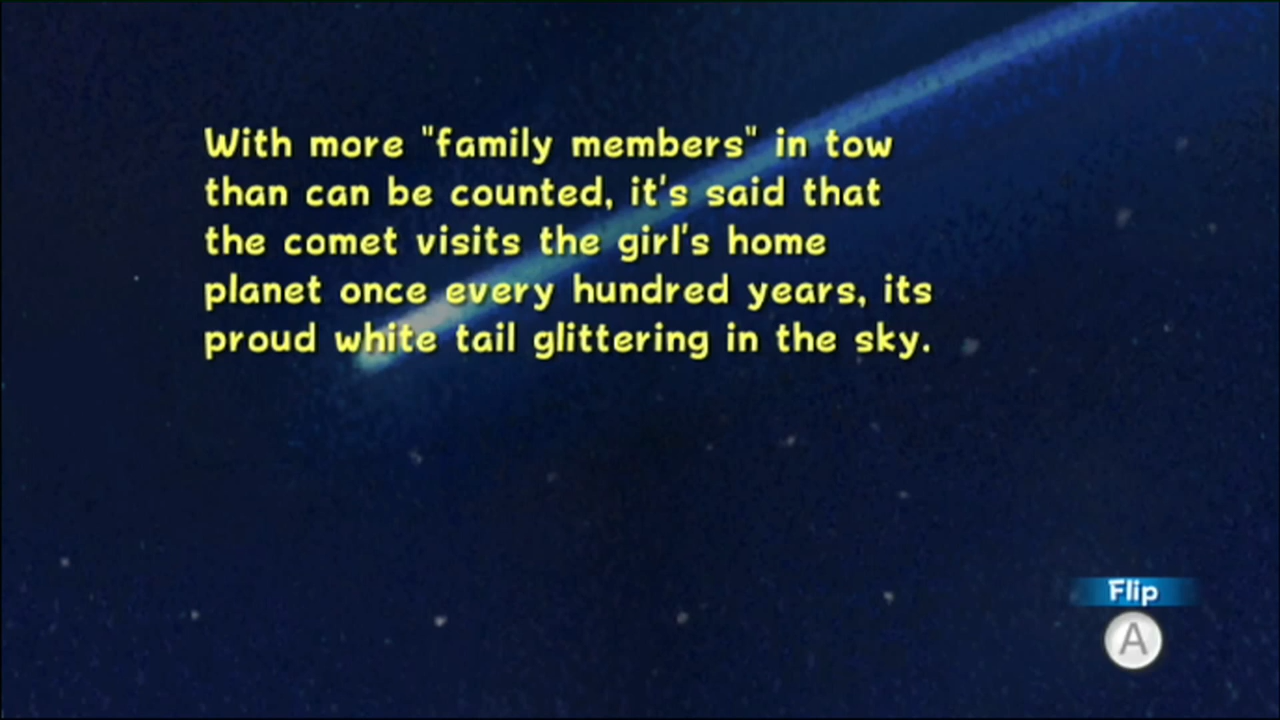 With more "family members" in tow
than can be counted, it's said that
the comet visits the girl's home
planet once every hundred years, its
proud white tail glittering in the sky.
Flip
A